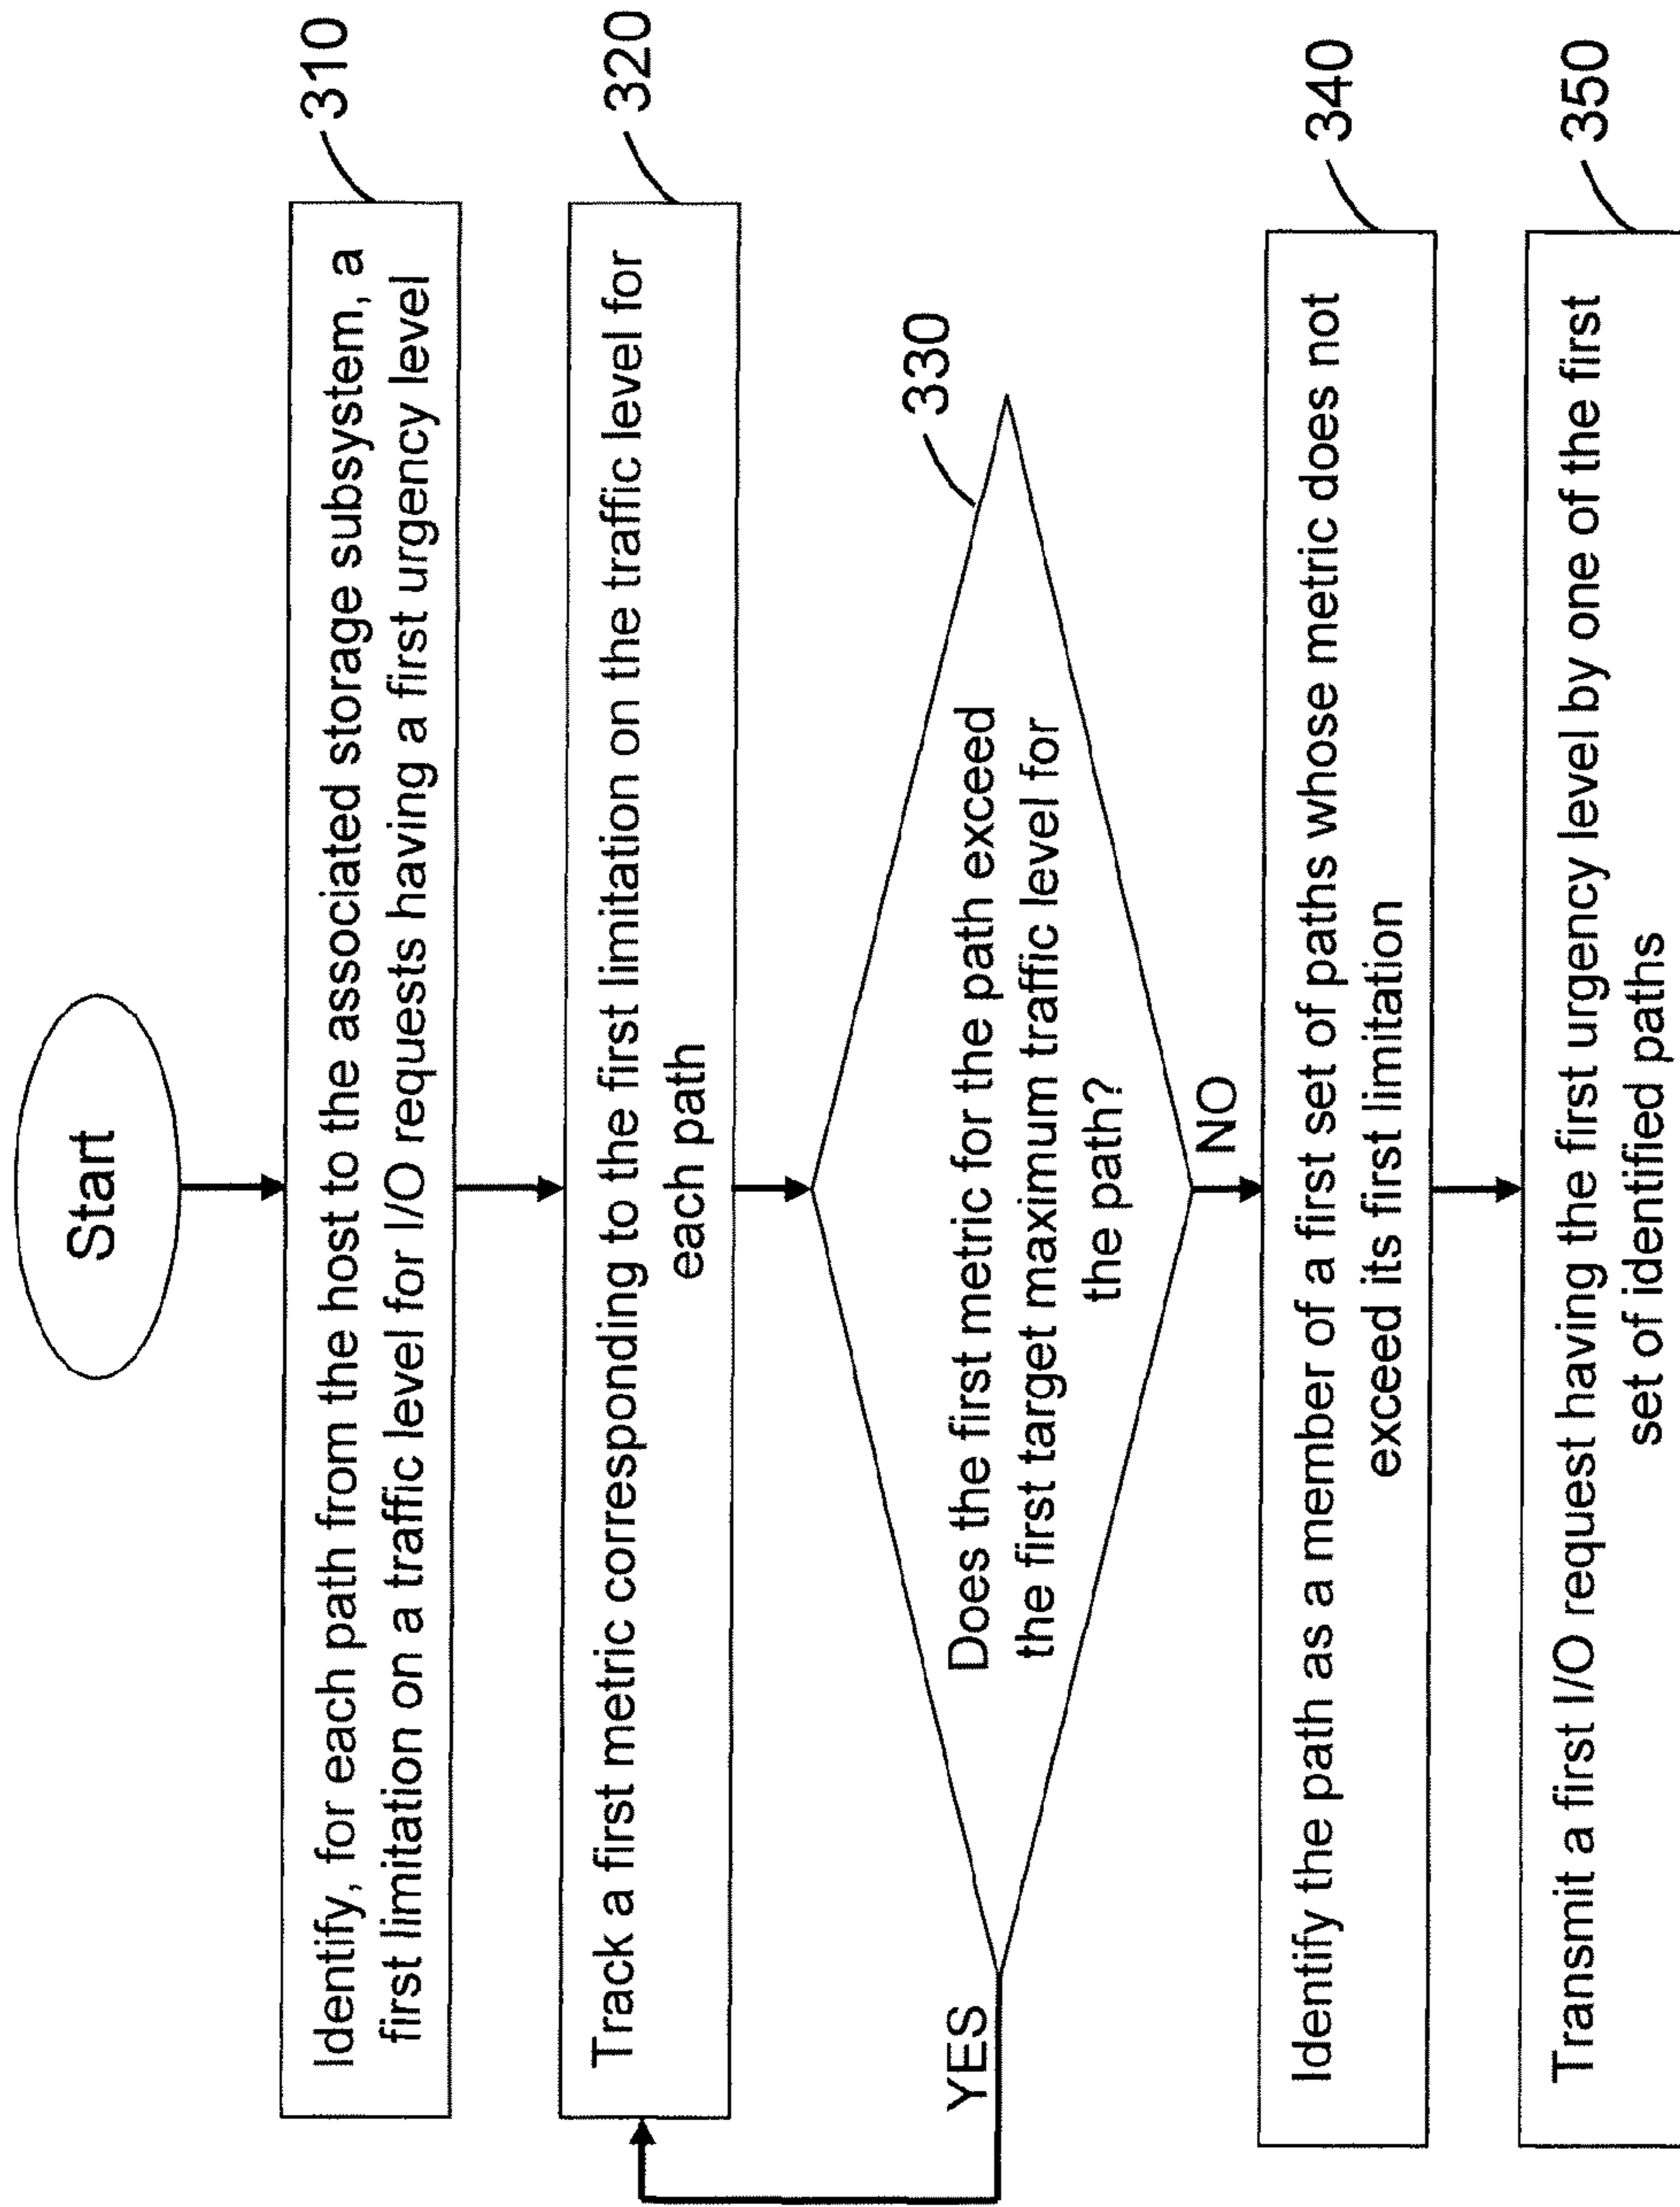 Start
310
Identify, for each path from the host to the associated storage subsystem, a
first limitation on a traffic level for I/O requests having a first urgency level
320
Track a first metric corresponding to the first limitation on the traffic level for
each path
330
Does the first metric for the path exceed
the first target maximum traffic level for
the path?
YES
NO
340
Identify the path as a member of a first set of paths whose metric does not
exceed its first limitation
350
Transmit a first I/O request having the first urgency level by one of the first
set of identified paths